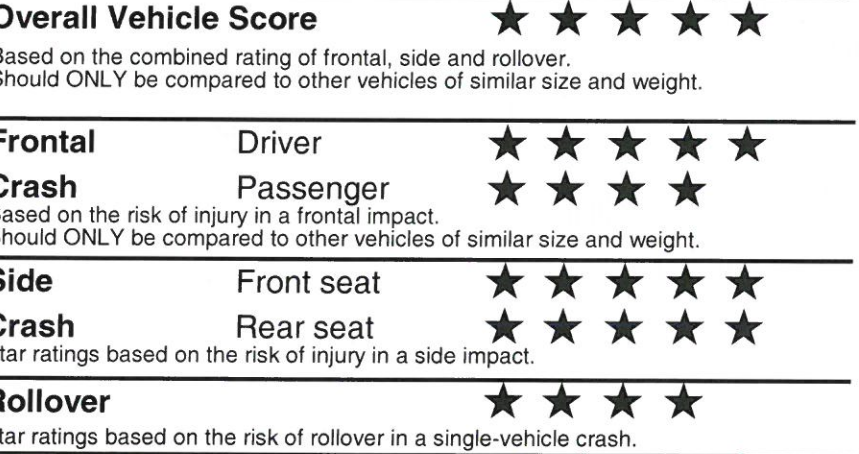 Overall Vehicle Score ★ ★ ★ ★ ★
Based on the combined rating of frontal, side and rollover.
Should ONLY be compared to other vehicles of similar size and weight.
Frontal Driver ★ ★ ★ ★ ★
Crash Passenger ★ ★ ★ ★
Based on the risk of injury in a frontal impact.
Should ONLY be compared to other vehicles of similar size and weight.
Side Front seat ★ ★ ★ ★ ★
Crash Rear seat ★ ★ ★ ★ ★
Star ratings based on the risk of injury in a side impact.
Rollover ★ ★ ★ ★
Star ratings based on the risk of rollover in a single-vehicle crash.